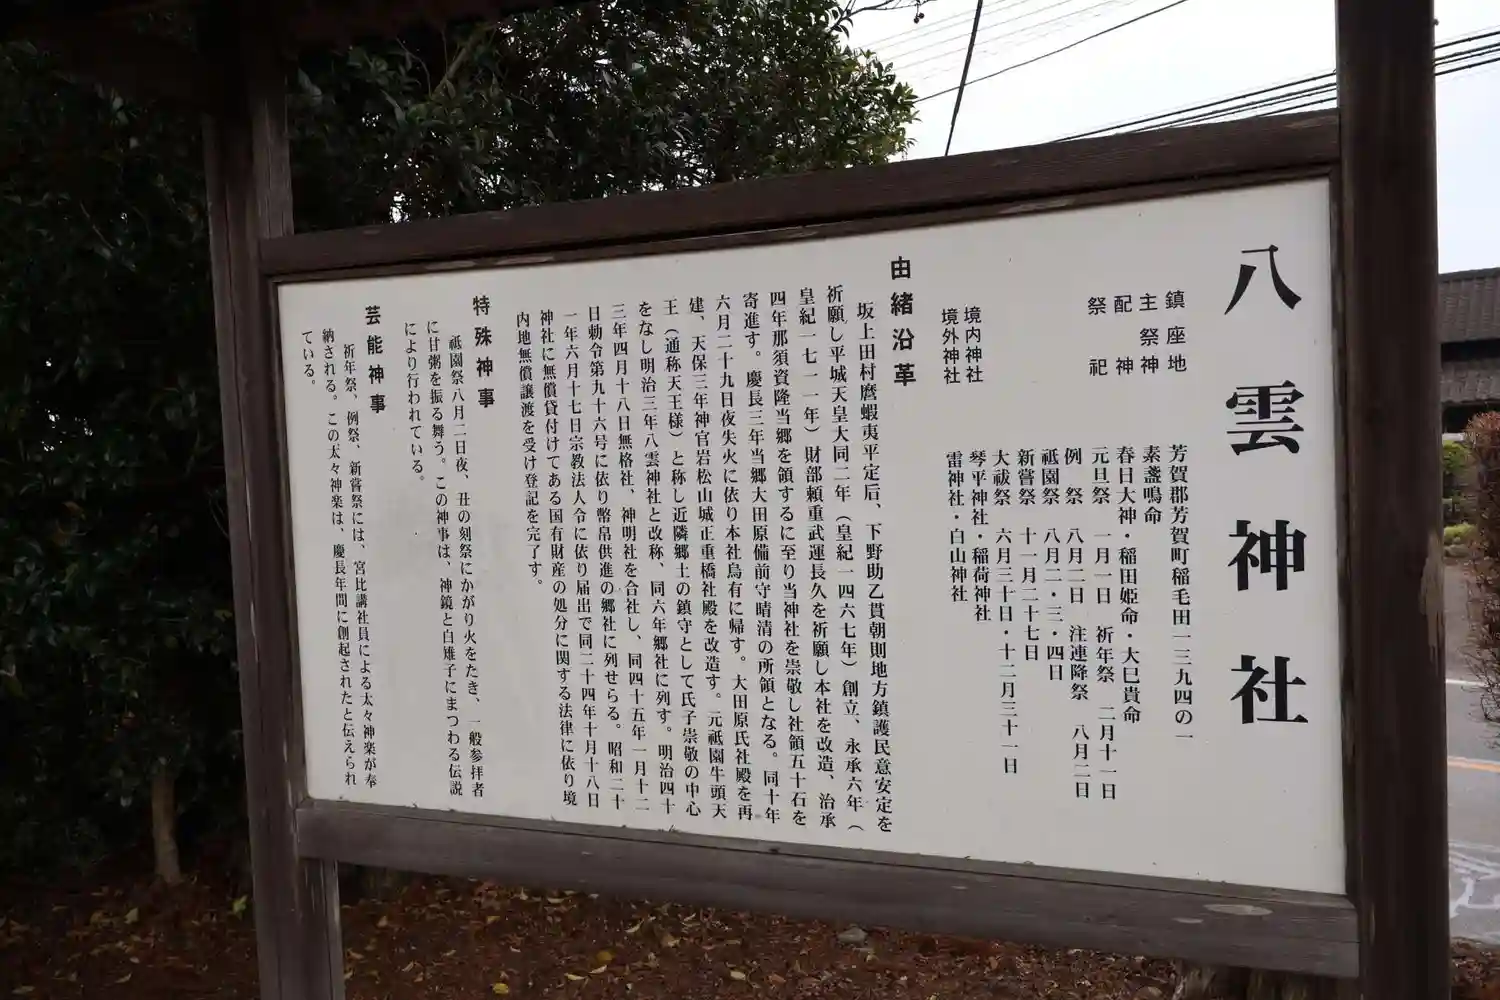 八雲神社
鎮座地　芳賀郡芳賀町稲毛田一三九四の一
主祭神　素盞鳴命
配神　春日大神・稲田姫命・大巳貴命
祭祀　元旦祭　一月一日　祈年祭　二月十一日
例祭　八月二日　注連降祭　八月二日
祇園祭　八月二・三・四日
新嘗祭　十一月二十七日
大祓祭　六月三十日・十二月三十一日
境内神社　琴平神社・稲荷神社
境外神社　雷神社・白山神社
由緒沿革
坂上田村麿蝦夷平定后、下野助乙貫朝則地方鎮護民意安定を
祈願し平城天皇大同二年（皇紀一四六七年）創立、永承六年（
皇紀一七一一年）財部頼重武運長久を祈願し本社を改造、治承
四年那須資隆当郷を領するに至り当神社を崇敬し社領五十石を
寄進す。慶長三年当郷大田原備前守晴清の所領となる。同十年
六月二十九日夜失火に依り本社烏有に帰す。大田原氏社殿を再
建、天保三年神官岩松山城正重橋社殿を改造す。元祇園牛頭天
王（通称天王様）と称し近隣郷土の鎮守として氏子崇敬の中心
をなし明治三年八雲神社と改称、同六年郷社に列す。明治四十
三年四月十八日無格社、神明社を合社し、同四十五年一月十二
日勅令第九十六号に依り幣帛供進の郷社に列せらる。昭和二十
一年六月十七日宗教法人令に依り届出で同二十四年十月十八日
神社に無償貸付けてある国有財産の処分に関する法律に依り境
内地無償譲渡を受け登記を完了す。
特殊神事
祗園祭八月二日夜、丑の刻祭にかがり火をたき、一般参拝者
に甘粥を振る舞う。この神事は、神鏡と白雉子にまつわる伝説
により行われている。
芸能神事
祈年祭、例祭、新嘗祭には、宮比講社員による太々神楽が奉
納される。この太々神楽は、慶長年間に創起されたと伝えられ
ている。